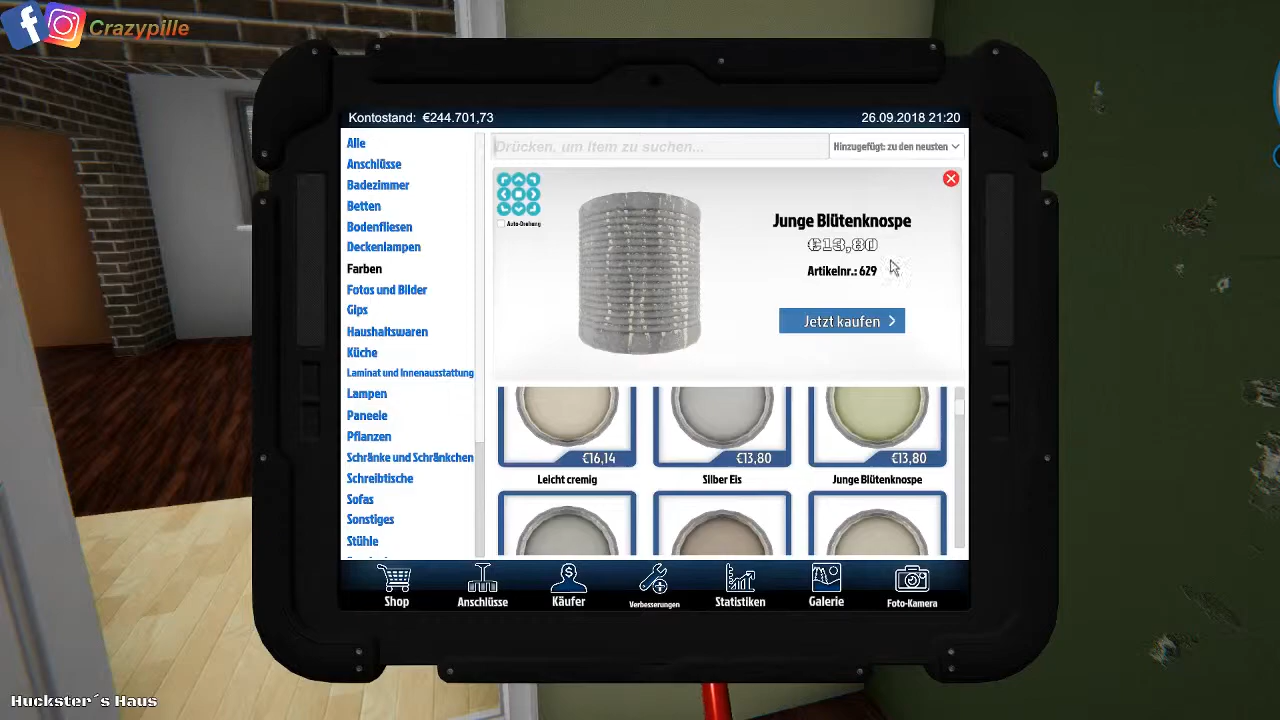 Crazypille
Kontostand: €244.701,73
26.09.2018 21:20
Alle
Anschlüsse
Badezimmer
Betten
Bodenfliesen
Deckenlampen
Farben
Fotos und Bilder
Gips
Haushaltswaren
Küche
Laminat und Innenausstattung
Lampen
Paneele
Pflanzen
Schränke und Schränkchen
Schreibtische
Sofas
Sonstiges
Stühle
Drücken, um Item zu suchen...
Hinzugefügt: zu den neusten
Auto-Drehung
Junge Blütenknospe
€13,80
Artikelnr.: 629
Jetzt kaufen
€16,14
€13,80
€13,80
Leicht cremig
Silber Eis
Junge Blütenknospe
Shop
Anschlüsse
Käufer
Verbesserungen
Statistiken
Galerie
Foto-Kamera
Huckster´s Haus